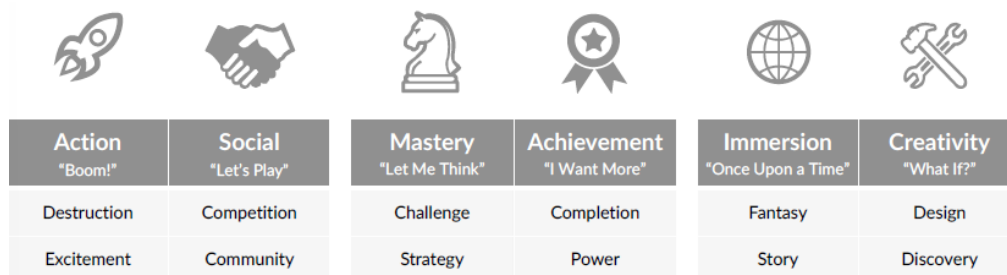 Action Social Mastery Achievement Immersion Creativity
“Boom!” “Let's Play” “Let Me Think” “I Want More” “Once Upon a Time” “What If?”
Destruction Competition Challenge Completion Fantasy Design
Excitement Community Strategy Power Story Discovery